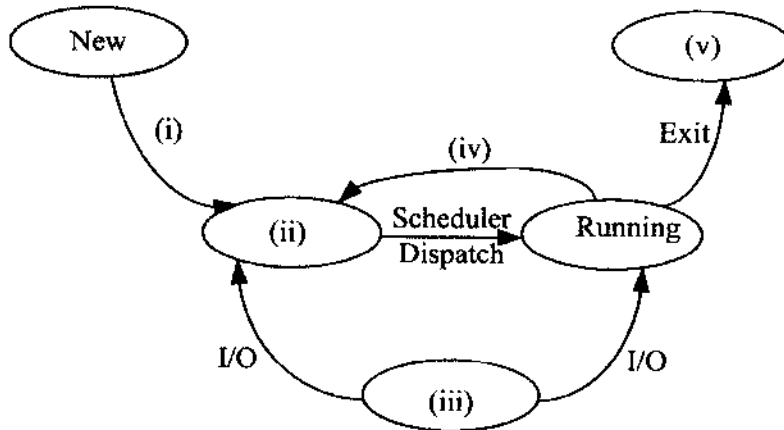 New
(v)
(i)
Exit
(iv)
(ii)
Scheduler
Dispatch
Running
I/O
I/O
(iii)